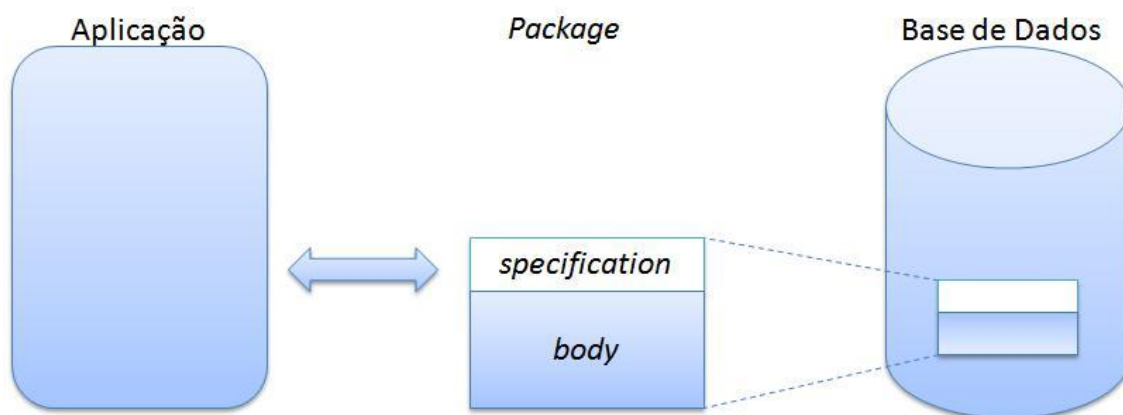 Aplicação
Package
Base de Dados
specification
body